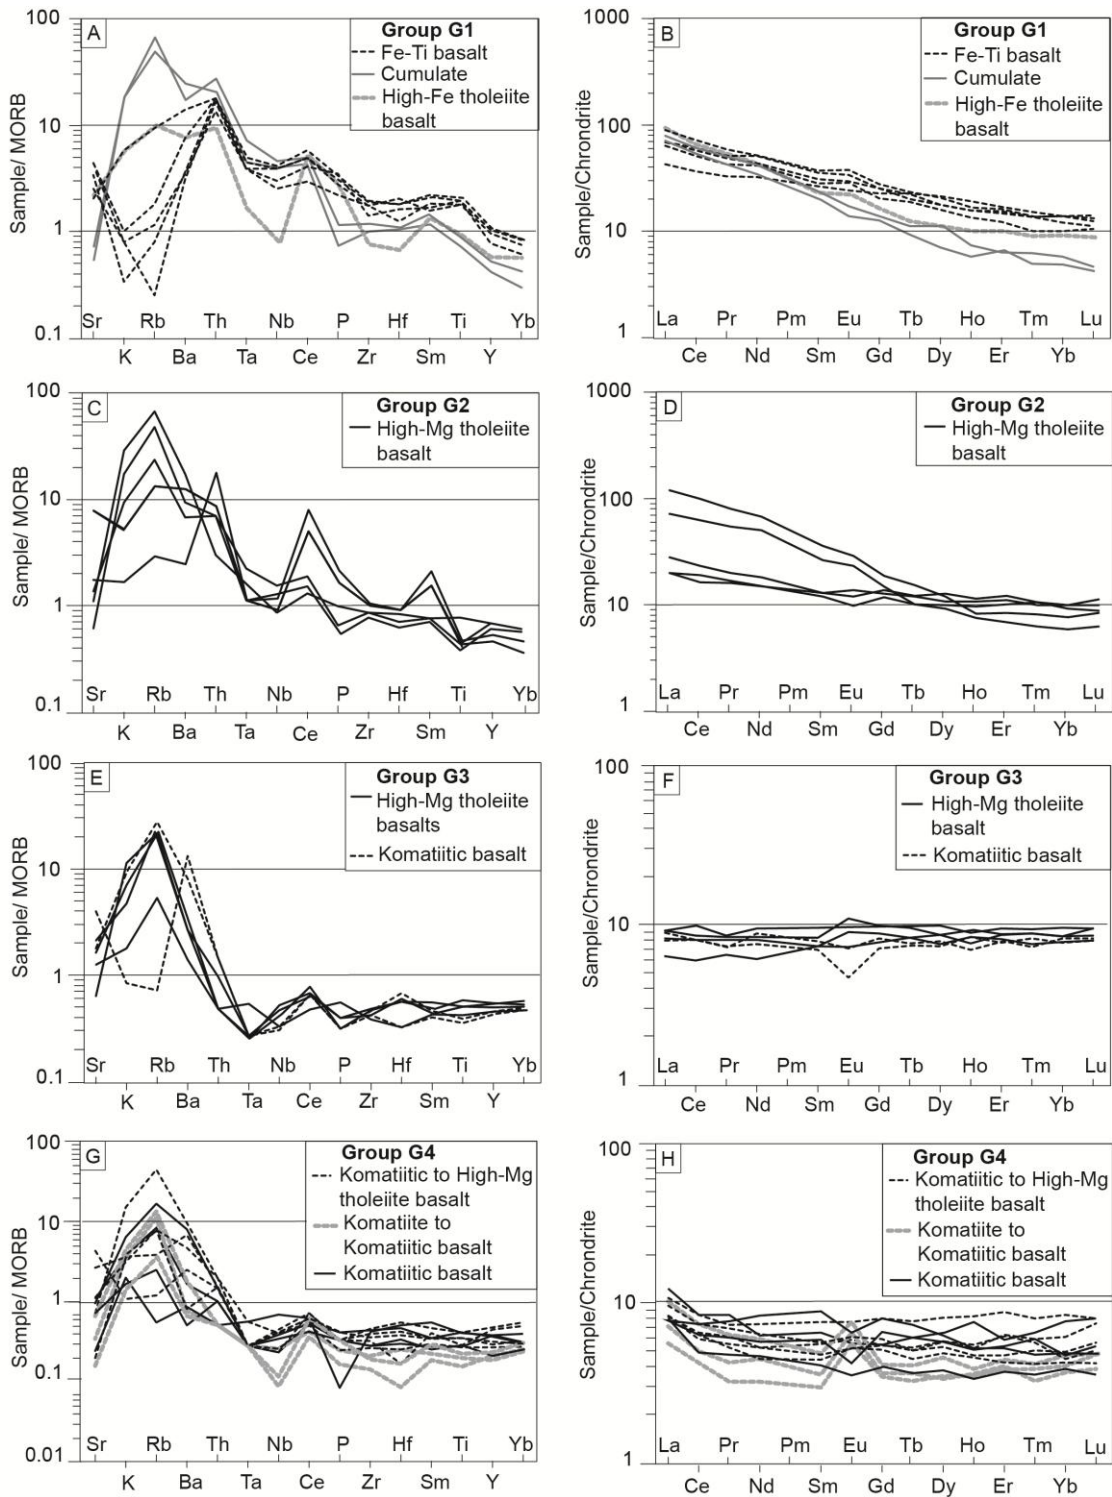 A
Group G1
Fe-Ti basalt
Cumulate
High-Fe tholeiite
basalt
Sample/ MORB
100
10
1
0.1
Sr Rb Th Nb P Hf Ti Yb
K Ba Ta Ce Zr Sm Y
B
Group G1
Fe-Ti basalt
Cumulate
High-Fe tholeiite
basalt
Sample/Chrondrite
1000
100
10
1
La Pr Pm Eu Tb Ho Tm Lu
Ce Nd Sm Gd Dy Er Yb
C
Group G2
High-Mg tholeiite
basalt
Sample/ MORB
100
10
1
0.1
Sr Rb Th Nb P Hf Ti Yb
K Ba Ta Ce Zr Sm Y
D
Group G2
High-Mg tholeiite
basalt
Sample/Chrondrite
1000
100
10
1
La Pr Pm Eu Tb Ho Tm Lu
Ce Nd Sm Gd Dy Er Yb
E
Group G3
High-Mg tholeiite
basalts
Komatiitic basalt
Sample/ MORB
100
10
1
0.1
Sr Rb Th Nb P Hf Ti Yb
K Ba Ta Ce Zr Sm Y
F
Group G3
High-Mg tholeiite
basalt
Komatiitic basalt
Sample/Chrondrite
100
10
1
La Pr Pm Eu Tb Ho Tm Lu
Ce Nd Sm Gd Dy Er Yb
G
Group G4
Komatiitic to High-Mg
tholeiite basalt
Komatiite to
Komatiitic basalt
Komatiitic basalt
Sample/ MORB
100
10
1
0.1
0.01
Sr Rb Th Nb P Hf Ti Yb
K Ba Ta Ce Zr Sm Y
H
Group G4
Komatiitic to High-Mg
tholeiite basalt
Komatiite to
Komatiitic basalt
Komatiitic basalt
Sample/Chrondrite
100
10
1
La Pr Pm Eu Tb Ho Tm Lu
Ce Nd Sm Gd Dy Er Yb